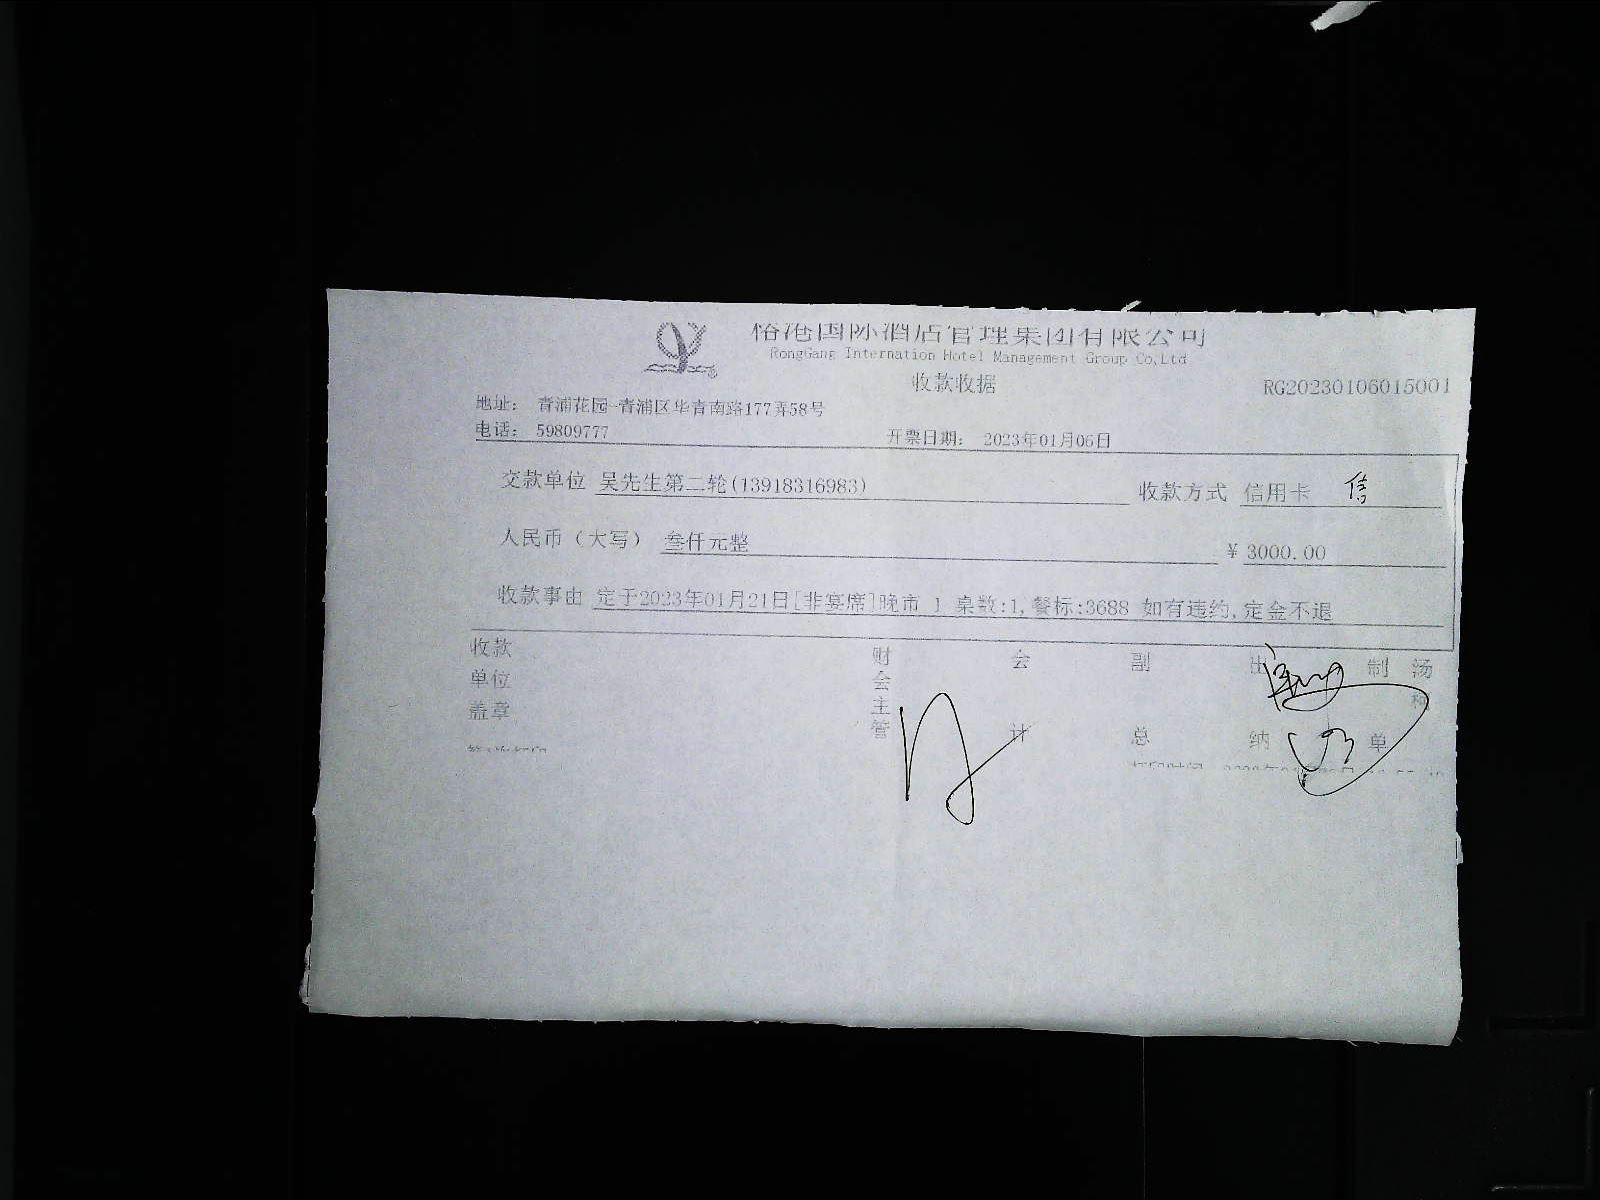 国际酒店管理集团有限公司
RongGang Internation Hotel Management Group Co,Ltd
收款收据
RG20230106015001
地址： 青浦花园-青浦区华青南路177弄58号
电话： 59809777 开票日期： 2023年01月06日
交款单位 吴先生第二轮(13918316983) 收款方式 信用卡 信
人民币（大写） 叁仟元整 ¥ 3000.00
收款事由 定于2023年01月21日[非宴席]晚市 1 桌数:1,餐标:3688 如有违约,定金不退
收款单位盖章 财会主管 会计 副总 出纳 制单 汤